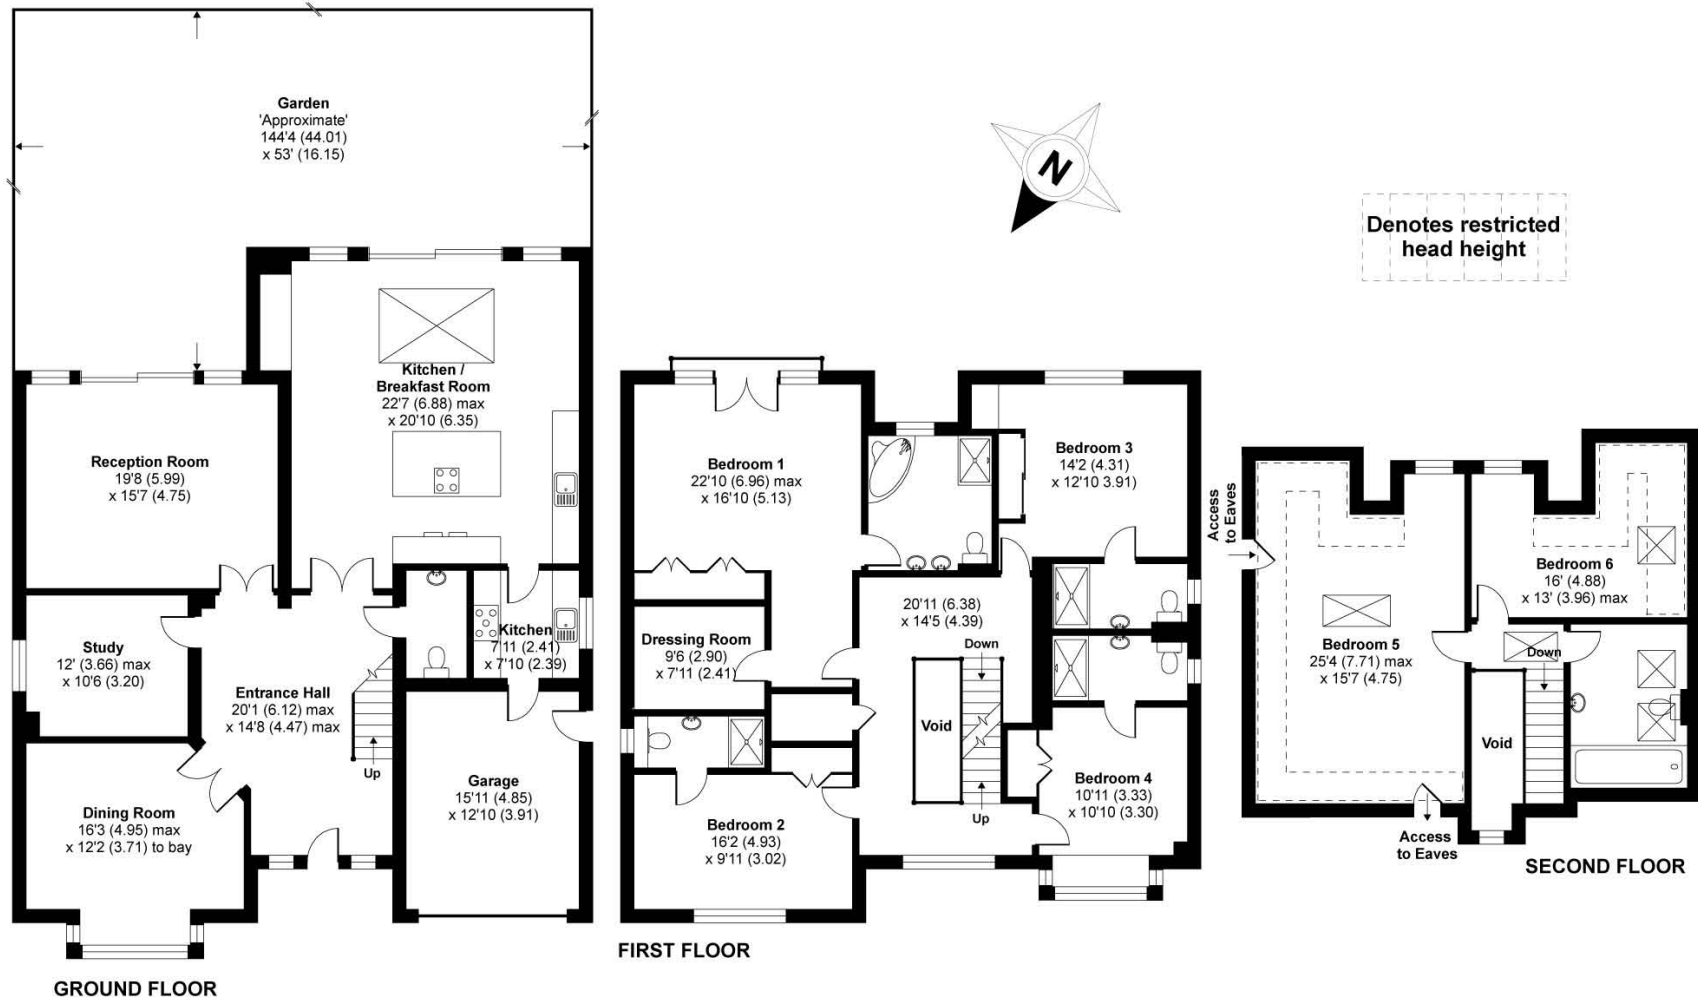 Garden
'Approximate'
144'4 (44.01)
x 53' (16.15)
N
Denotes restricted
head height
Kitchen /
Breakfast Room
22'7 (6.88) max
x 20'10 (6.35)
Reception Room
19'8 (5.99)
x 15'7 (4.75)
Study
12' (3.66) max
x 10'6 (3.20)
Kitchen
7'11 (2.41)
x 7'10 (2.39)
Entrance Hall
20'1 (6.12) max
x 14'8 (4.47) max
Up
Dining Room
16'3 (4.95) max
x 12'2 (3.71) to bay
Garage
15'11 (4.85)
x 12'10 (3.91)
GROUND FLOOR
Bedroom 1
22'10 (6.96) max
x 16'10 (5.13)
Bedroom 3
14'2 (4.31)
x 12'10 3.91)
20'11 (6.38)
x 14'5 (4.39)
Dressing Room
9'6 (2.90)
x 7'11 (2.41)
Down
Void
Up
Bedroom 2
16'2 (4.93)
x 9'11 (3.02)
Bedroom 4
10'11 (3.33)
x 10'10 (3.30)
FIRST FLOOR
Access
to Eaves
Bedroom 6
16' (4.88)
x 13' (3.96) max
Bedroom 5
25'4 (7.71) max
x 15'7 (4.75)
Down
Void
Access
to Eaves
SECOND FLOOR